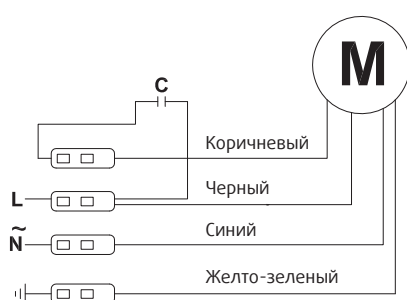 M
C
Коричневый
L
Черный
Ñ
Синий
Желто-зеленый